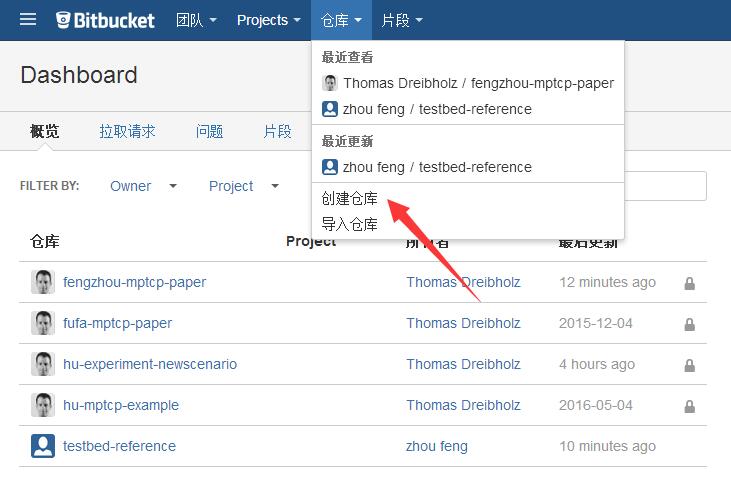 Bitbucket 团队 Projects 仓库 片段
最近查看
Thomas Dreibholz / fengzhou-mptcp-paper
zhou feng / testbed-reference
最近更新
zhou feng / testbed-reference
创建仓库
导入仓库
Dashboard
概览 拉取请求 问题 片段
FILTER BY: Owner Project
仓库 Project 所有者 最后更新
fengzhou-mptcp-paper Thomas Dreibholz 12 minutes ago
fufa-mptcp-paper Thomas Dreibholz 2015-12-04
hu-experiment-newscenario Thomas Dreibholz 4 hours ago
hu-mptcp-example Thomas Dreibholz 2016-05-04
testbed-reference zhou feng 10 minutes ago